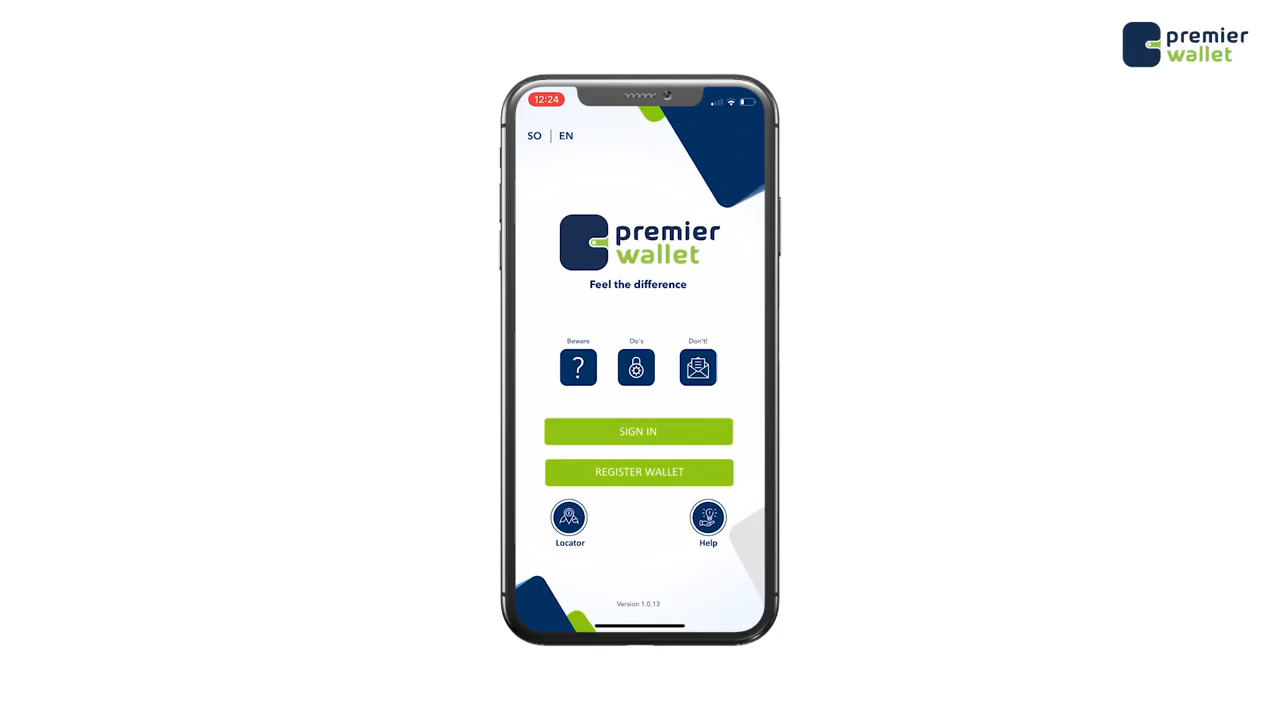 premier
wallet
12:24
SO | EN
premier
wallet
Feel the difference
Beware
Do's
Don't!
?
SIGN IN
REGISTER WALLET
Locator
Help
Version 1.0.13